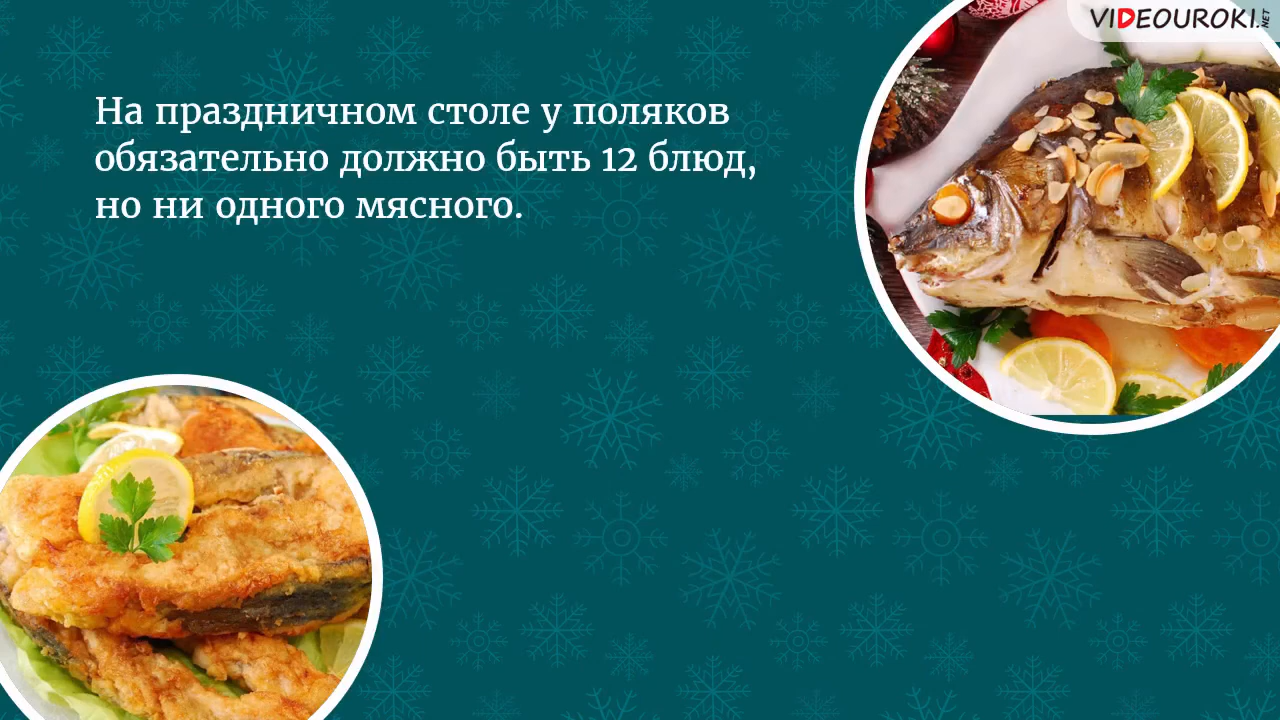 VIDEOUROKI.NET
На праздничном столе у поляков
обязательно должно быть 12 блюд,
но ни одного мясного.